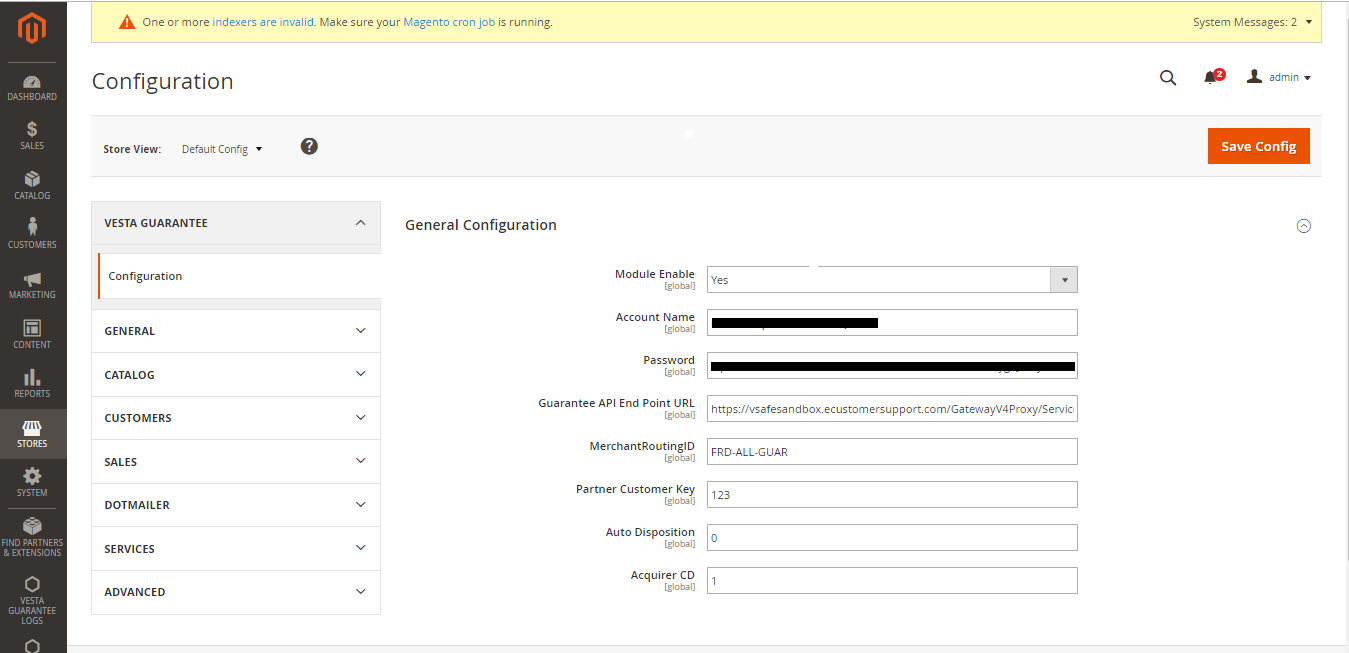 One or more indexers are invalid. Make sure your Magento cron job is running.
System Messages: 2
Configuration
2
admin
Store View: Default Config
?
Save Config
DASHBOARD
$
SALES
CATALOG
CUSTOMERS
MARKETING
CONTENT
REPORTS
STORES
SYSTEM
FIND PARTNERS
& EXTENSIONS
VESTA
GUARANTEE
LOGS
VESTA GUARANTEE
Configuration
GENERAL
CATALOG
CUSTOMERS
SALES
DOTMAILER
SERVICES
ADVANCED
General Configuration
Module Enable
[global]
Yes
Account Name
[global]
Password
[global]
Guarantee API End Point URL
[global]
https://vsafesandbox.ecustomersupport.com/GatewayV4Proxy/Servic
MerchantRoutingID
[global]
FRD-ALL-GUAR
Partner Customer Key
[global]
123
Auto Disposition
[global]
0
Acquirer CD
[global]
1